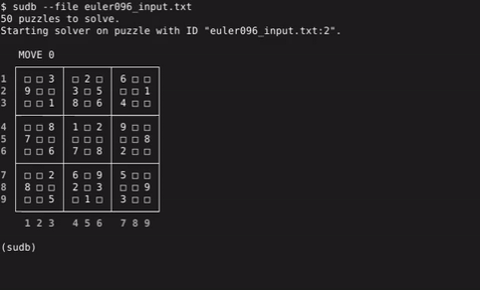 $ sudb --file euler096_input.txt
50 puzzles to solve.
Starting solver on puzzle with ID "euler096_input.txt:2".
MOVE 0
1 □ □ 3 □ 2 □ 6 □ □
2 9 □ □ 3 □ 5 □ □ 1
3 □ □ 1 8 □ 6 4 □ □
4 □ □ 8 1 □ 2 9 □ □
5 7 □ □ □ □ □ □ □ 8
6 □ □ 6 7 □ 8 2 □ □
7 □ □ 2 6 □ 9 5 □ □
8 8 □ □ 2 □ 3 □ □ 9
9 □ □ 5 □ 1 □ 3 □ □
1 2 3 4 5 6 7 8 9
(sudb)